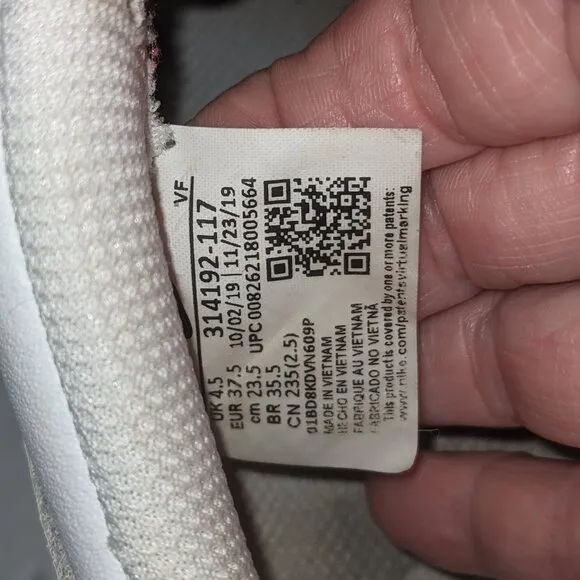 VF
314192-117
10/02/19 | 11/23/19
UPC 00826218005664
UK 4.5
EUR 37.5
cm 23.5
BR 35.5
CN 235(2.5)
01BD8KDVN609P
MADE IN VIETNAM
HECHO EN VIETNAM
FABRIQUE AU VIETNAM
FABRICADO NO VIETNÃ
This product is covered by one or more patents:
www.nike.com/patentsvirtualmarking